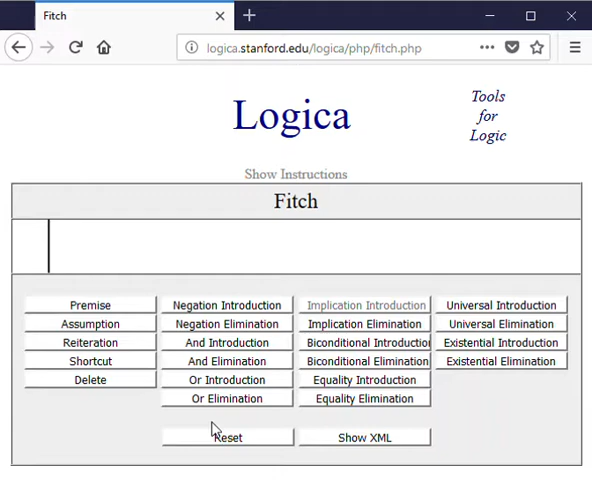 Fitch
logica.stanford.edu/logica/php/fitch.php
Logica
Tools
for
Logic
Show Instructions
Fitch
Premise Negation Introduction Implication Introduction Universal Introduction
Assumption Negation Elimination Implication Elimination Universal Elimination
Reiteration And Introduction Biconditional Introduction Existential Introduction
Shortcut And Elimination Biconditional Elimination Existential Elimination
Delete Or Introduction Equality Introduction
Or Elimination Equality Elimination
Reset Show XML